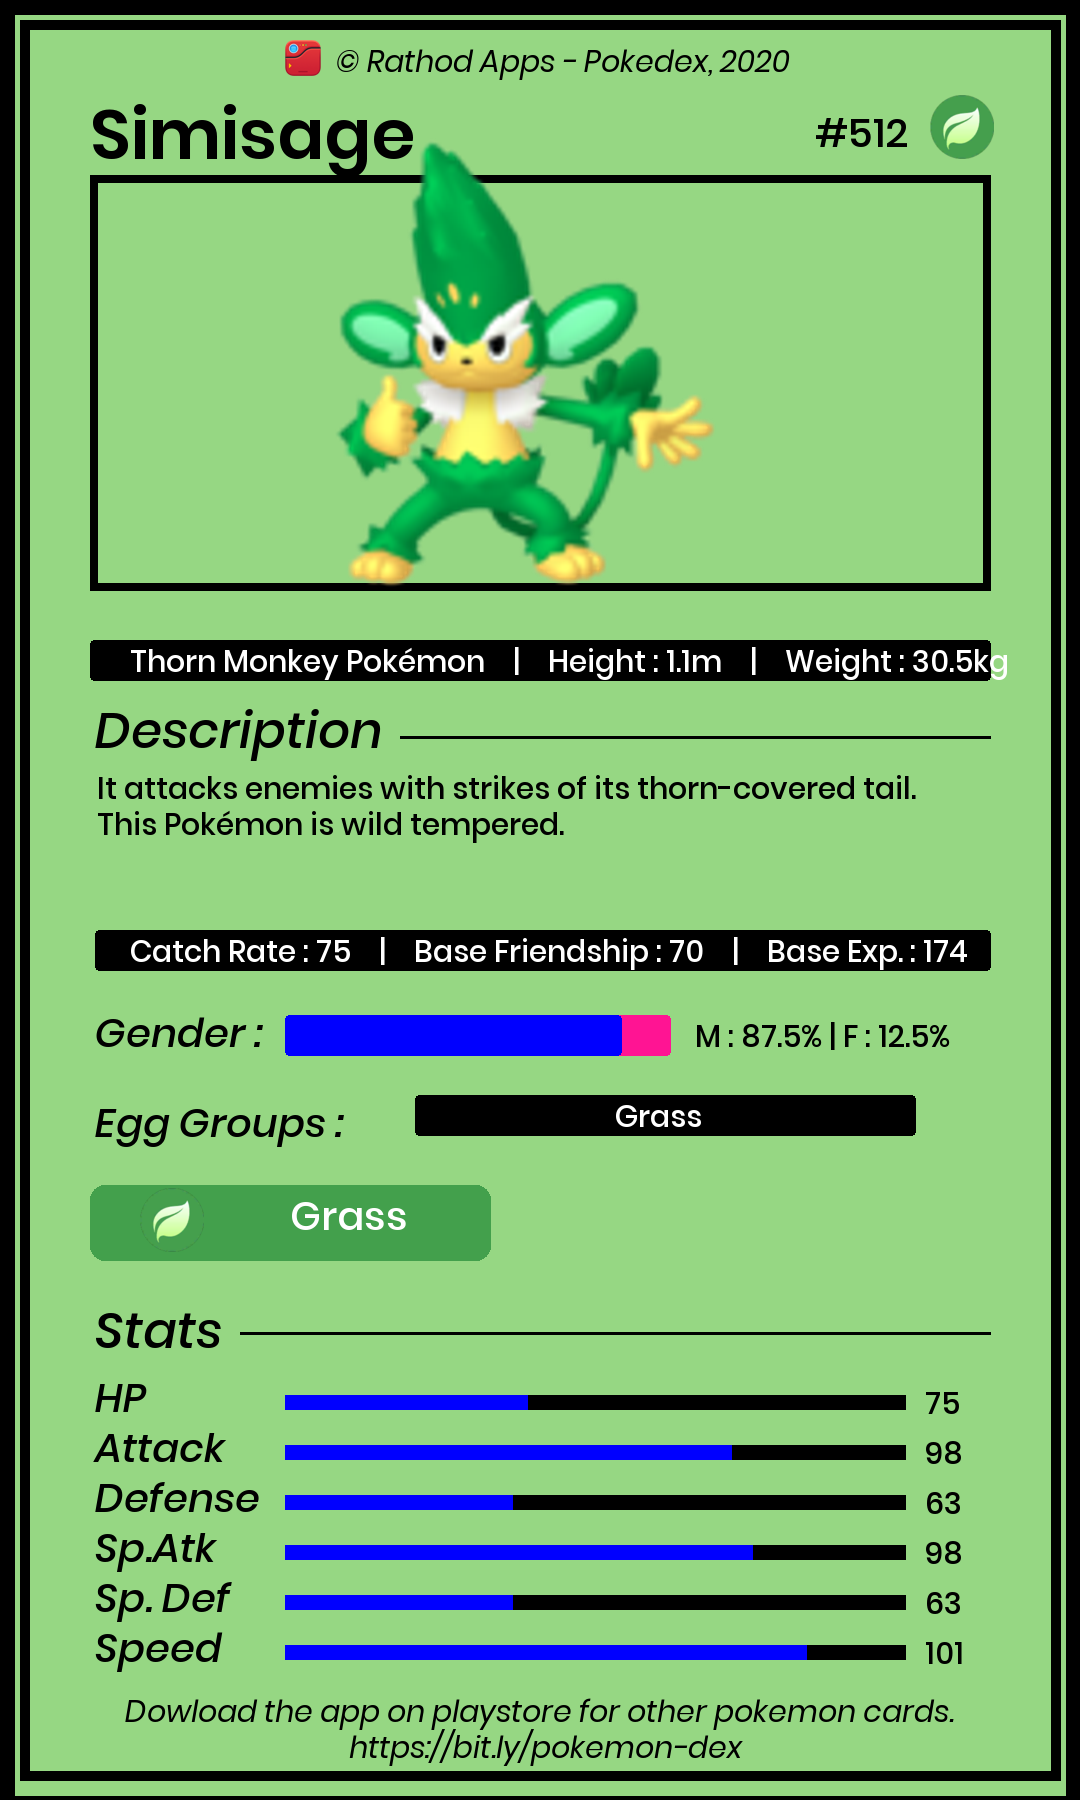 © Rathod Apps - Pokedex, 2020
Simisage #512
Thorn Monkey Pokémon | Height : 1.1m | Weight : 30.5kg
Description
It attacks enemies with strikes of its thorn-covered tail.
This Pokémon is wild tempered.
Catch Rate : 75 | Base Friendship : 70 | Base Exp. : 174
Gender : M : 87.5% | F : 12.5%
Egg Groups : Grass
Grass
Stats
HP 75
Attack 98
Defense 63
Sp.Atk 98
Sp. Def 63
Speed 101
Dowload the app on playstore for other pokemon cards.
https://bit.ly/pokemon-dex